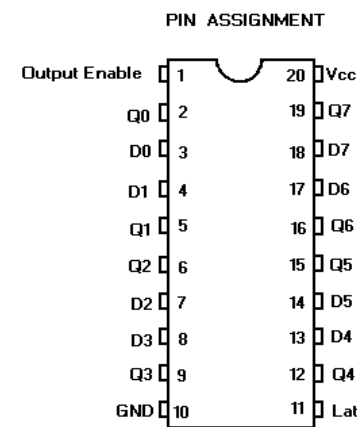 PIN ASSIGNMENT
Output Enable 1 20 Vcc
Q0 2 19 Q7
D0 3 18 D7
D1 4 17 D6
Q1 5 16 Q6
Q2 6 15 Q5
D2 7 14 D5
D3 8 13 D4
Q3 9 12 Q4
GND 10 11 Lat